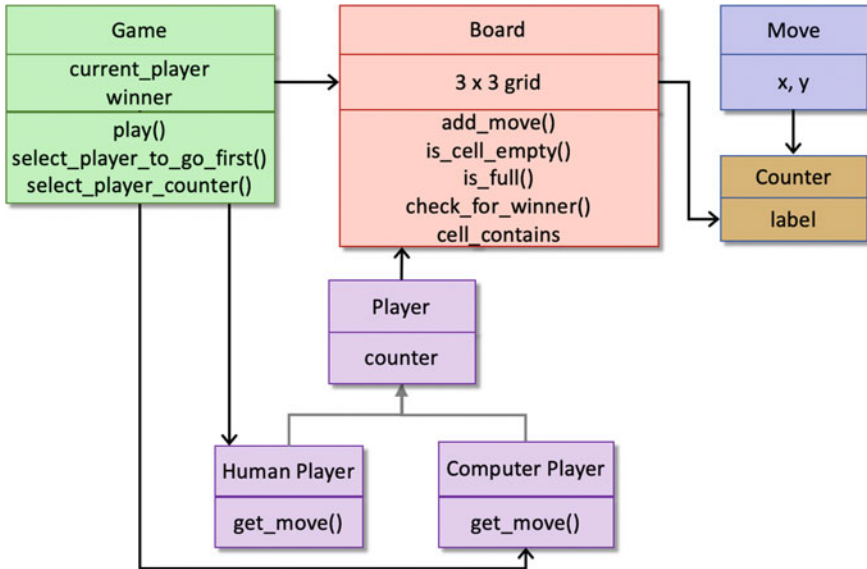 Game
current_player
winner
play()
select_player_to_go_first()
select_player_counter()
Board
3 x 3 grid
add_move()
is_cell_empty()
is_full()
check_for_winner()
cell_contains
Move
x, y
Counter
label
Player
counter
Human Player
get_move()
Computer Player
get_move()